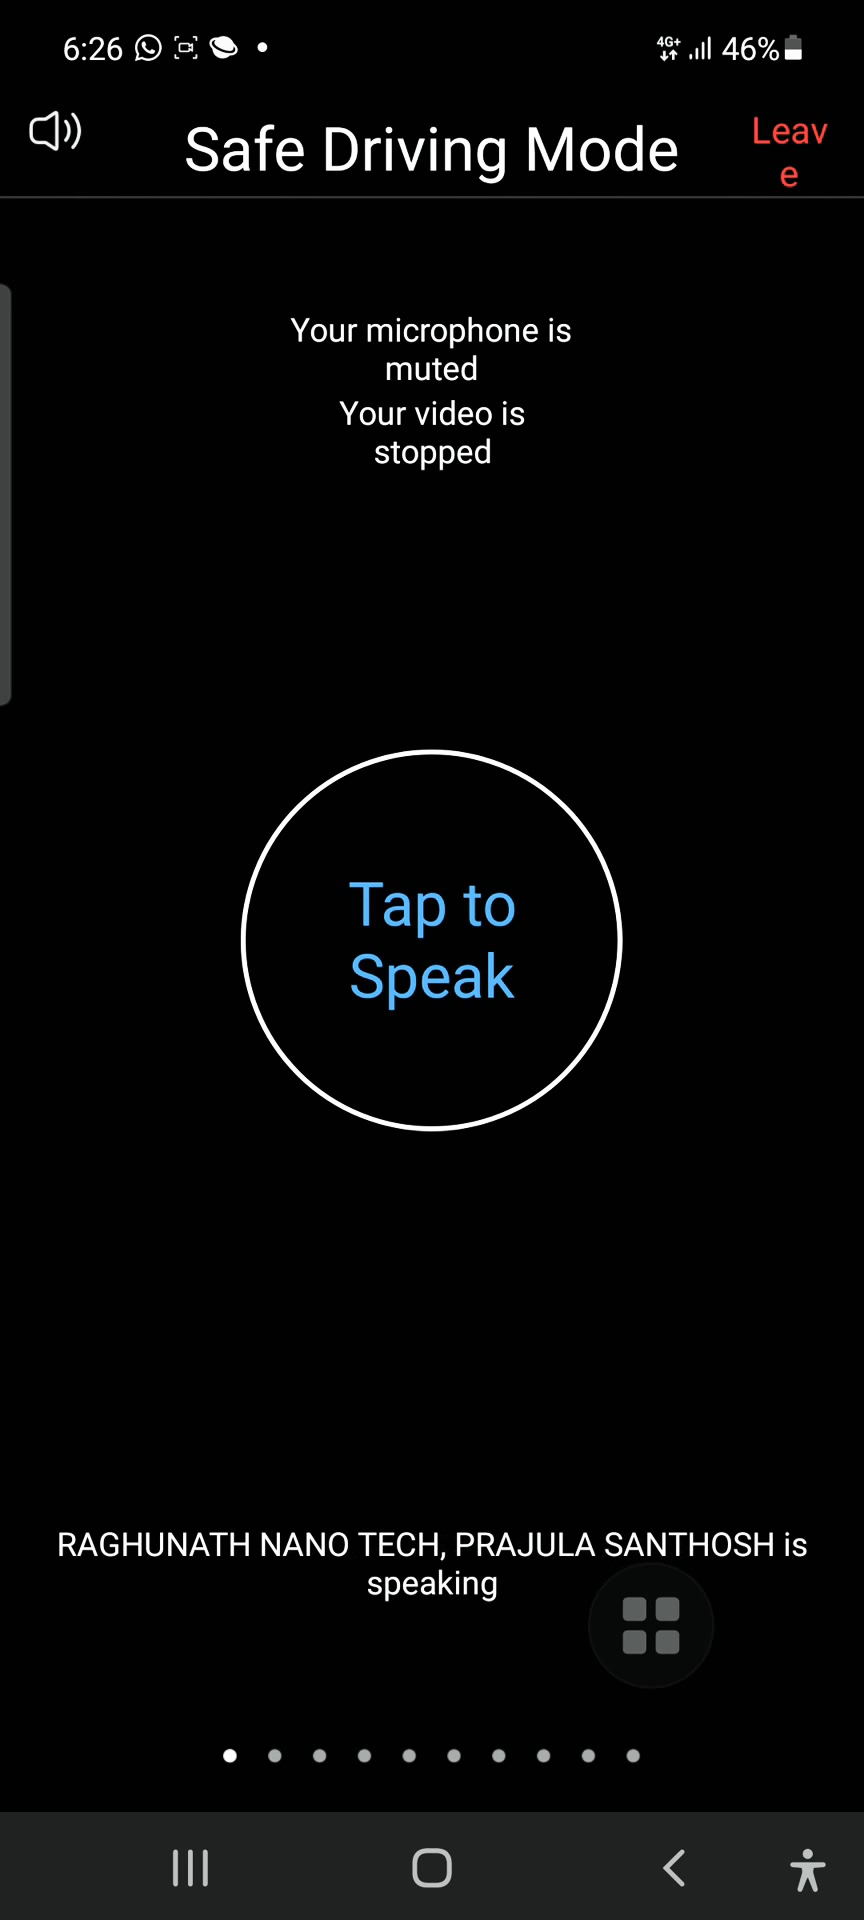 6:26
4G+ 46%
Safe Driving Mode
Leav
e
Your microphone is
muted
Your video is
stopped
Tap to
Speak
RAGHUNATH NANO TECH, PRAJULA SANTHOSH is
speaking